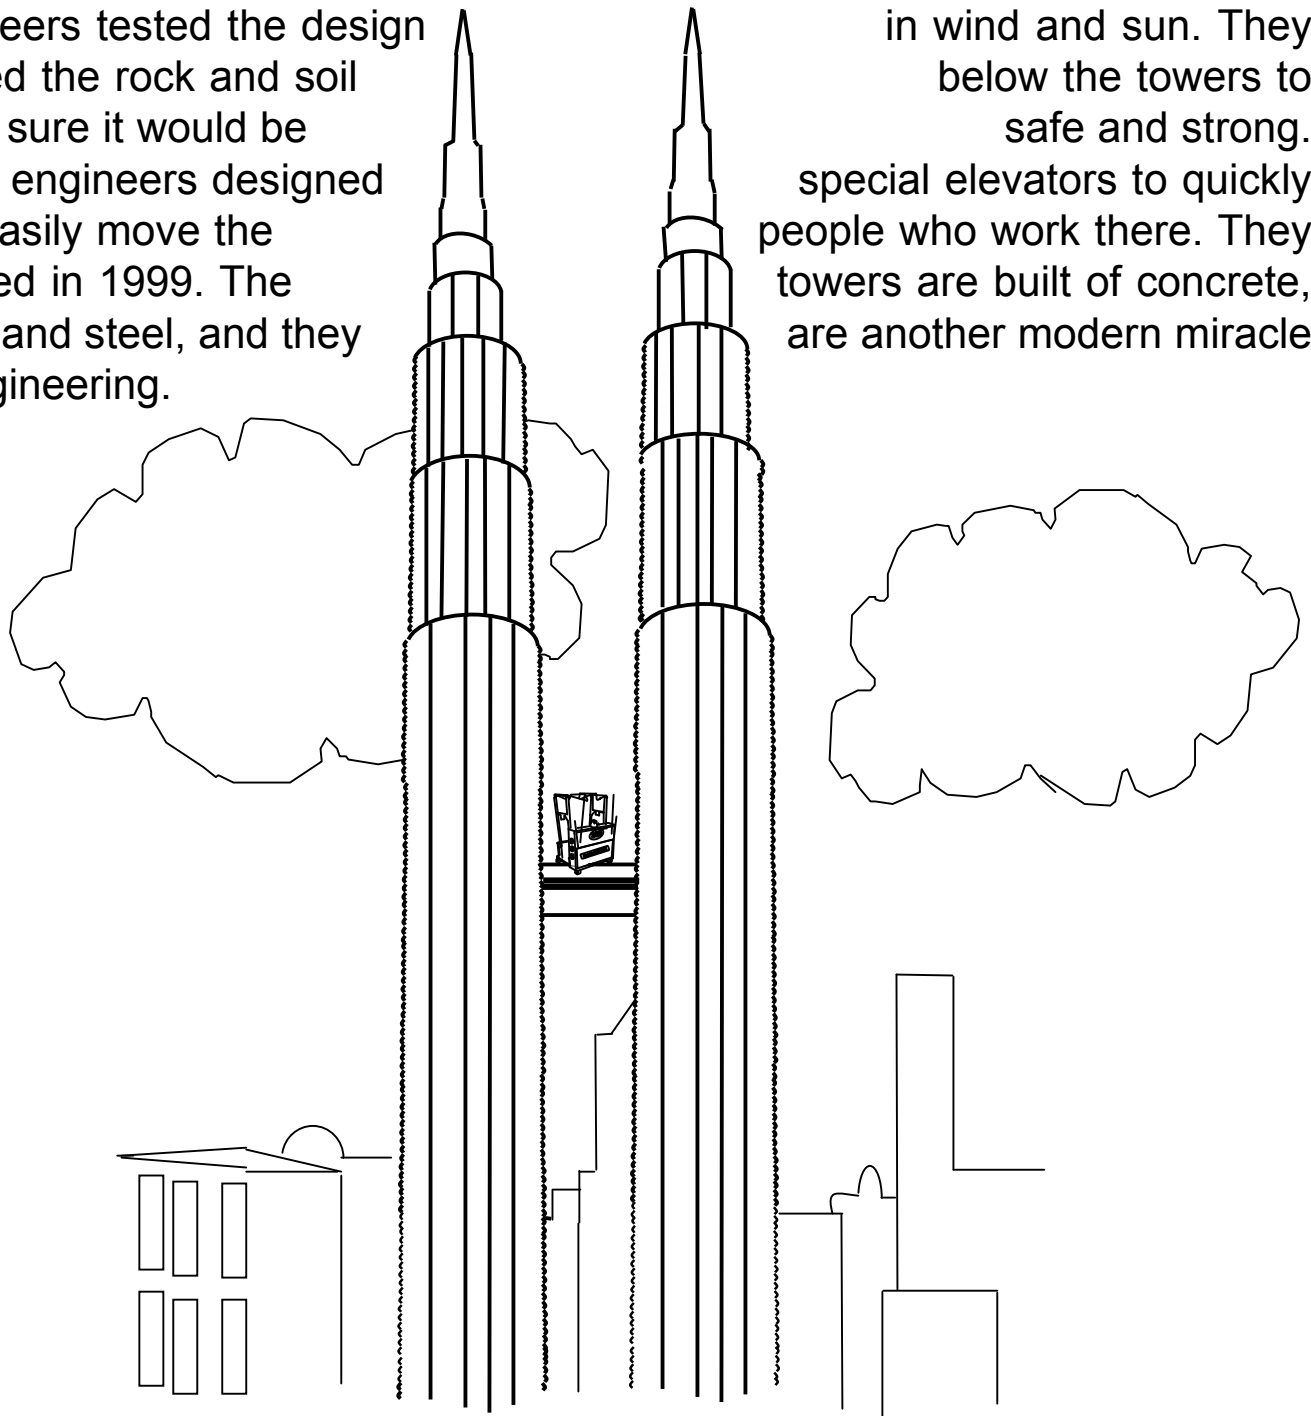 eers tested the design in wind and sun. They
ed the rock and soil below the towers to
sure it would be safe and strong.
engineers designed special elevators to quickly
asily move the people who work there. They
ed in 1999. The towers are built of concrete,
and steel, and they are another modern miracle
gineering.